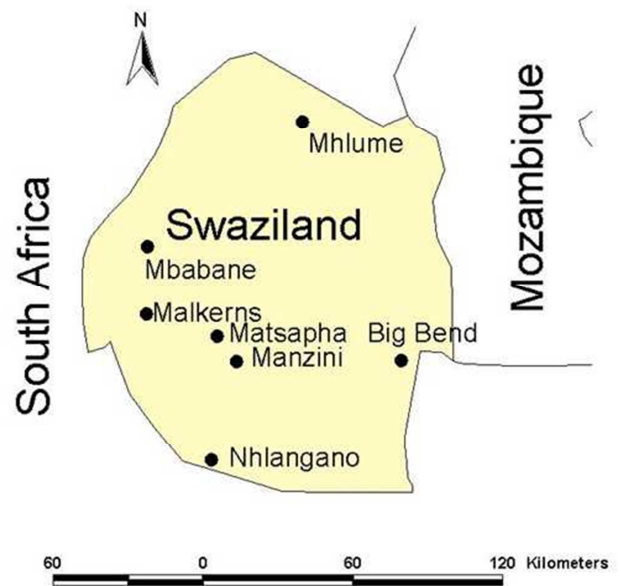 N
Mhlume
Mozambique
Swaziland
South Africa
Mbabane
Malkerns
Matsapha
Big Bend
Manzini
Nhlangano
60 0 60 120 Kilometers